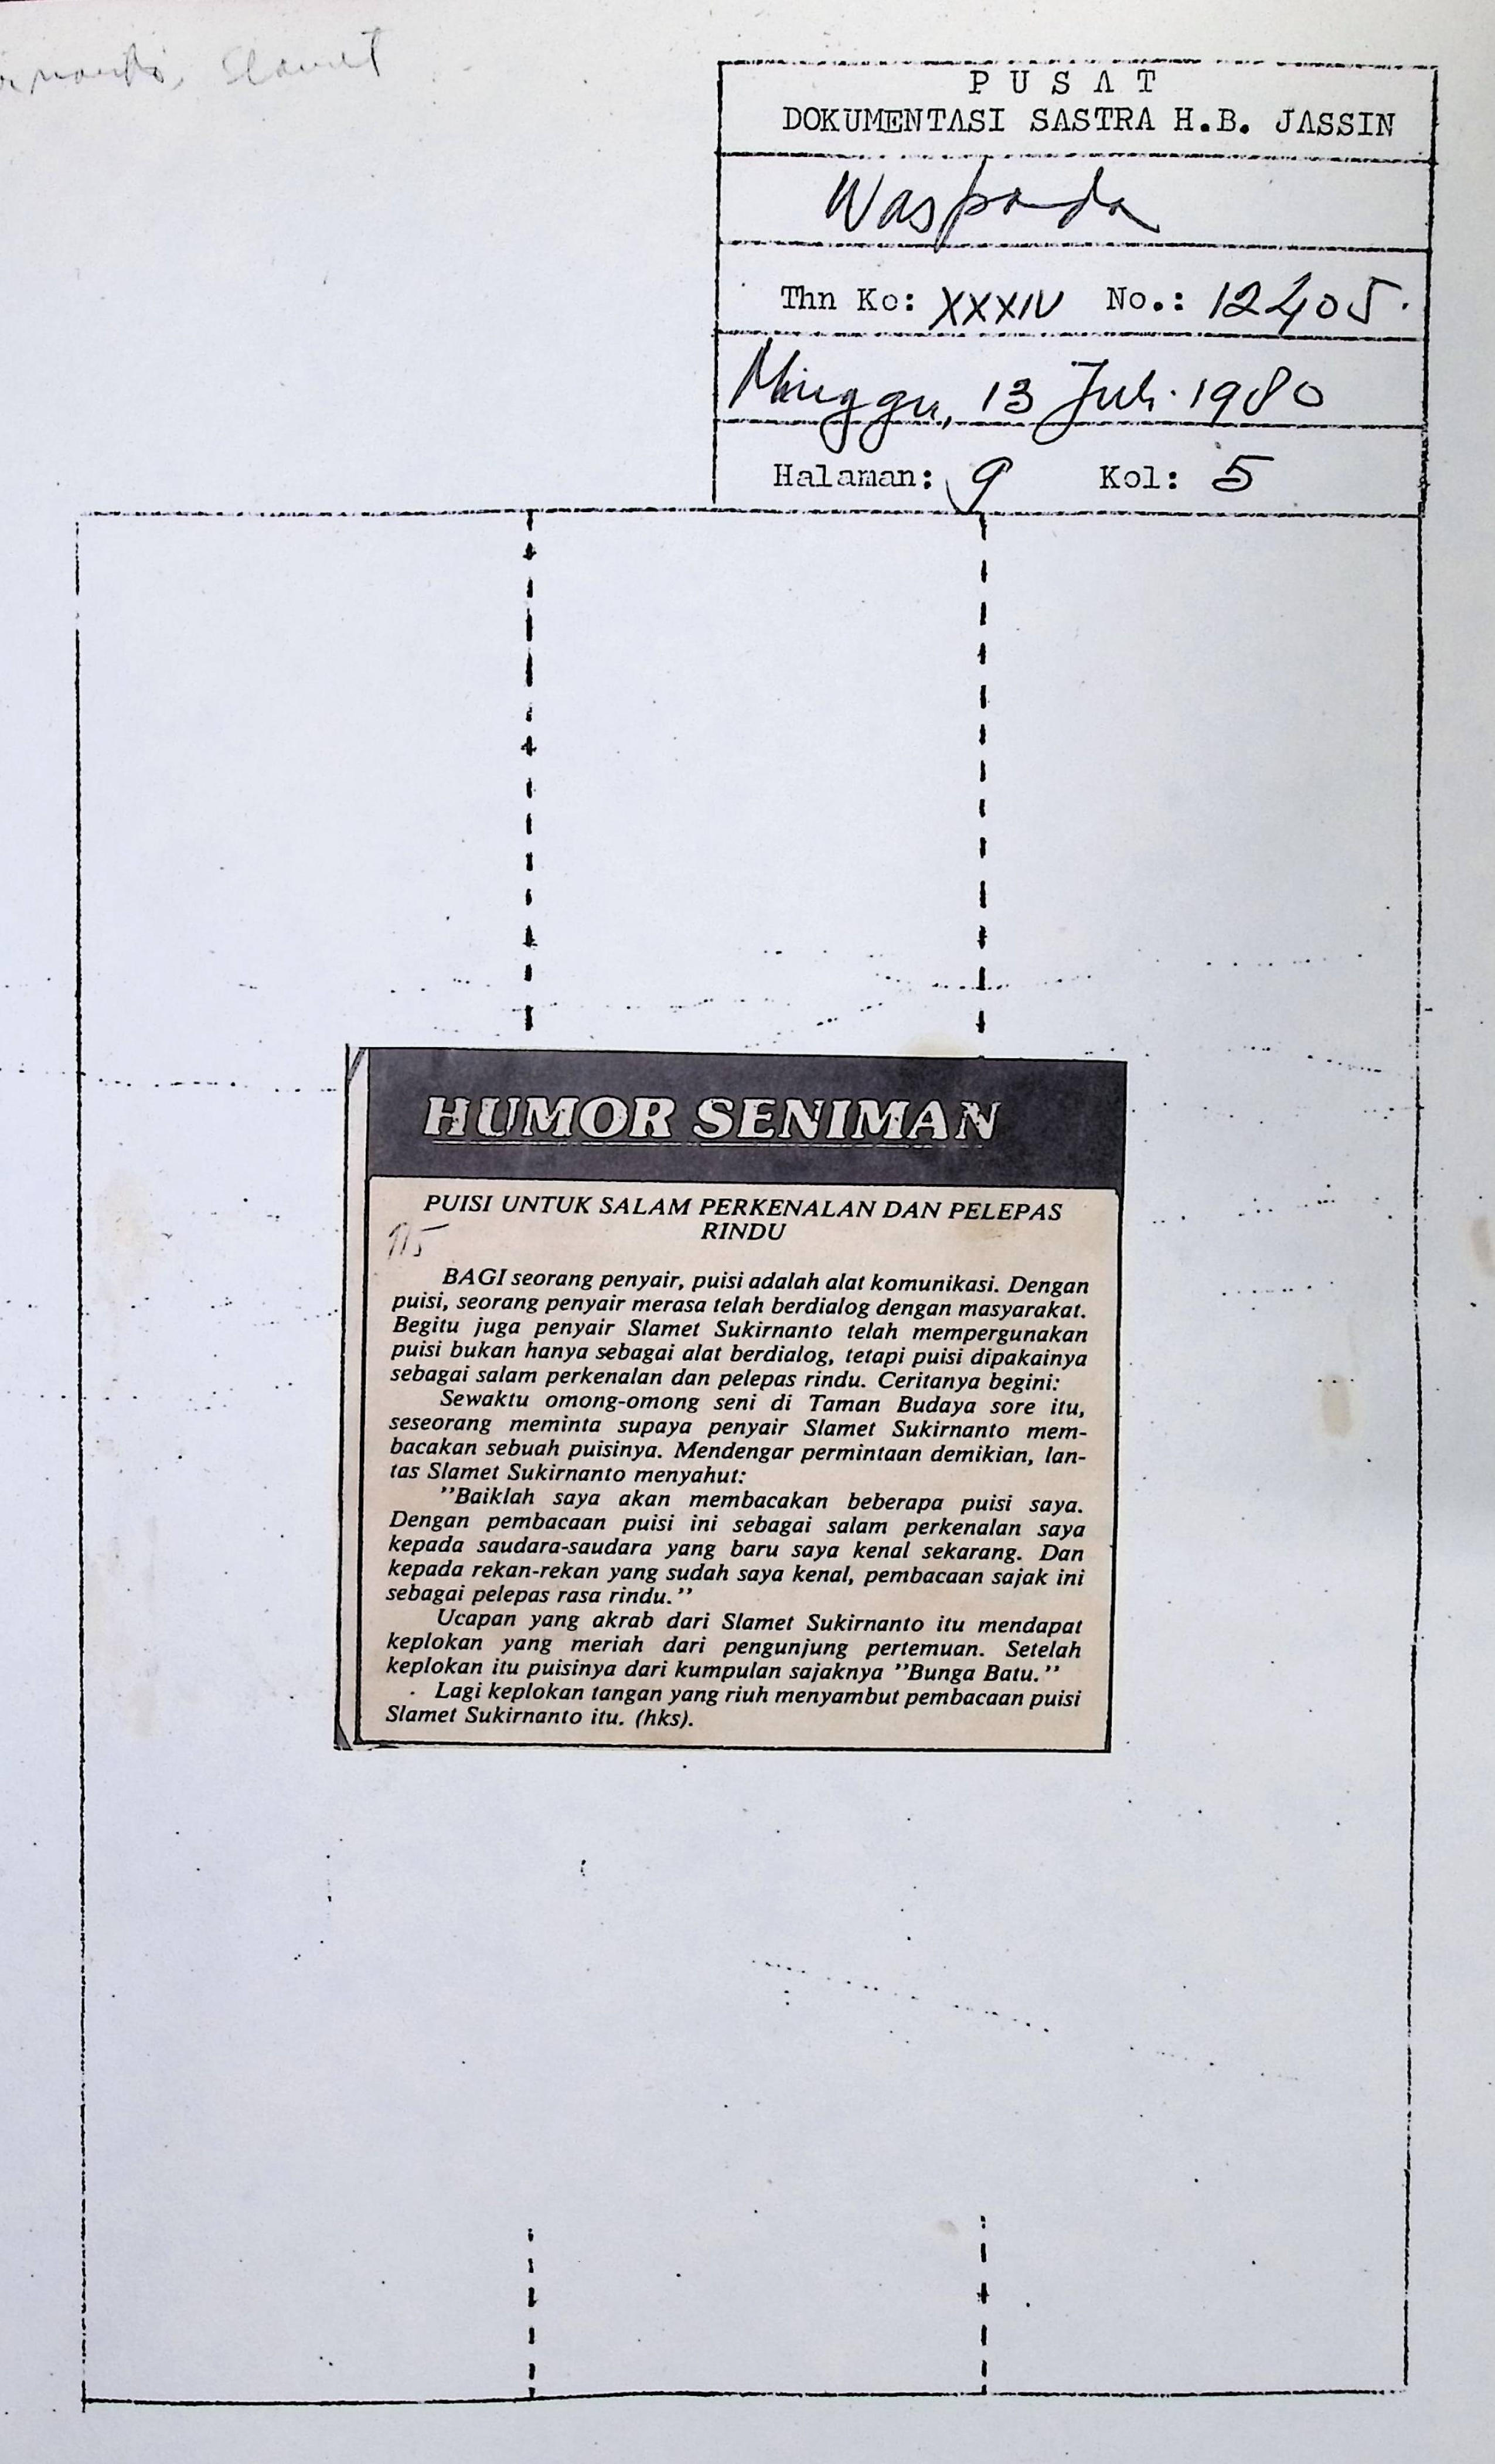 Slamet
PUSAT
DOKUMENTASI SASTRA H.B. JASSIN
Waspada
Thn Ke: XXXIV No.: 12405.
Minggu, 13 Juli 1980
Halaman: 9 Kol: 5
HUMOR SENIMAN
PUISI UNTUK SALAM PERKENALAN DAN PELEPAS
RINDU
BAGI seorang penyair, puisi adalah alat komunikasi. Dengan
puisi, seorang penyair merasa telah berdialog dengan masyarakat.
Begitu juga penyair Slamet Sukirnanto telah mempergunakan
puisi bukan hanya sebagai alat berdialog, tetapi puisi dipakainya
sebagai salam perkenalan dan pelepas rindu. Ceritanya begini:
Sewaktu omong-omong seni di Taman Budaya sore itu,
seseorang meminta supaya penyair Slamet Sukirnanto mem-
bacakan sebuah puisinya. Mendengar permintaan demikian, lan-
tas Slamet Sukirnanto menyahut:
''Baiklah saya akan membacakan beberapa puisi saya.
Dengan pembacaan puisi ini sebagai salam perkenalan saya
kepada saudara-saudara yang baru saya kenal sekarang. Dan
kepada rekan-rekan yang sudah saya kenal, pembacaan sajak ini
sebagai pelepas rasa rindu.''
Ucapan yang akrab dari Slamet Sukirnanto itu mendapat
keplokan yang meriah dari pengunjung pertemuan. Setelah
keplokan itu puisinya dari kumpulan sajaknya ''Bunga Batu.''
Lagi keplokan tangan yang riuh menyambut pembacaan puisi
Slamet Sukirnanto itu. (hks).